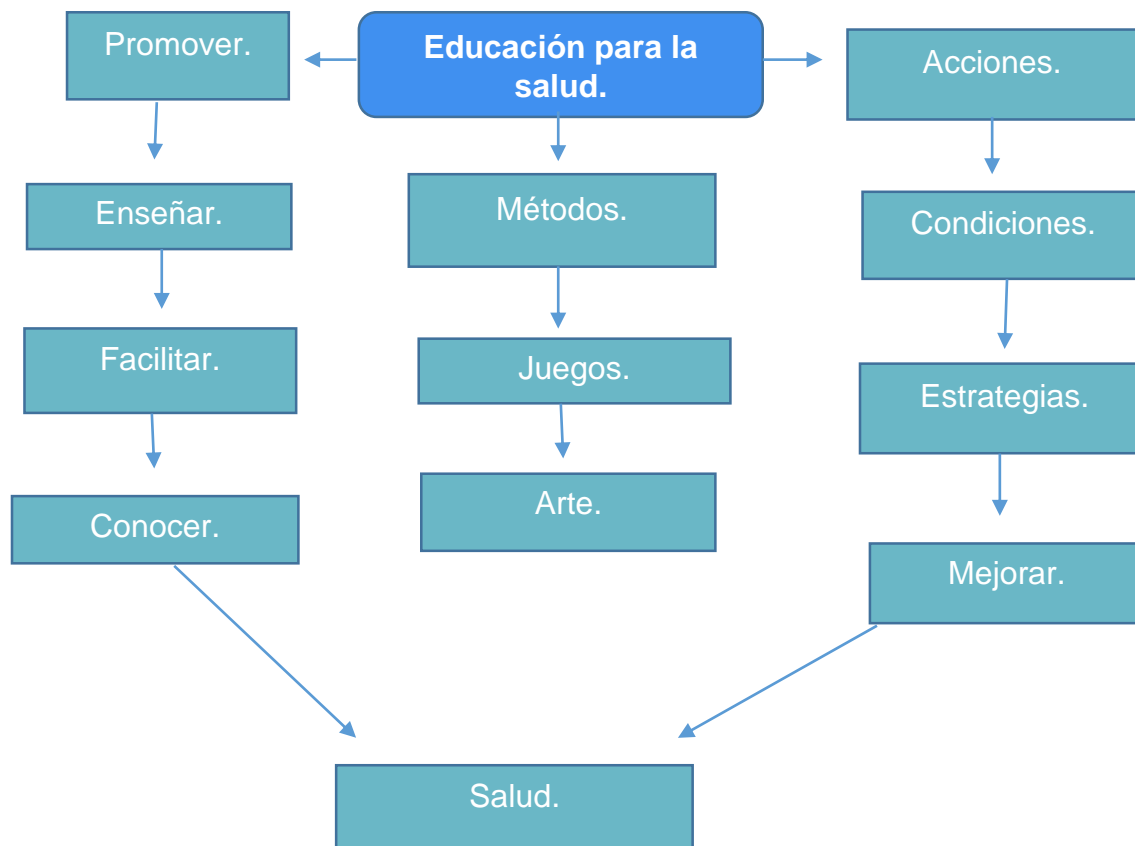 Promover.
Educación para la
salud.
Acciones.
Enseñar.
Métodos.
Condiciones.
Facilitar.
Juegos.
Estrategias.
Conocer.
Arte.
Mejorar.
Salud.